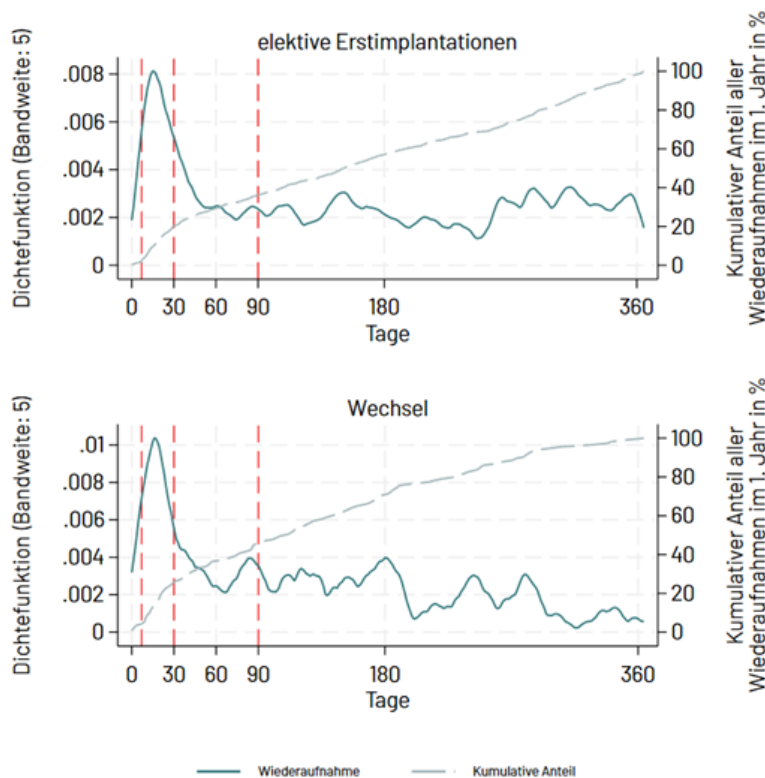 elektive Erstimplantationen
Dichtefunktion (Bandweite: 5)
.008
.006
.004
.002
0
100
80
60
40
20
0
Kumulativer Anteil aller
Wiederaufnahmen im 1. Jahr in %
0 30 60 90 180 360
Tage
Wechsel
Dichtefunktion (Bandweite: 5)
.01
.008
.006
.004
.002
0
100
80
60
40
20
0
Kumulativer Anteil aller
Wiederaufnahmen im 1. Jahr in %
0 30 60 90 180 360
Tage
Wiederaufnahme Kumulative Anteil